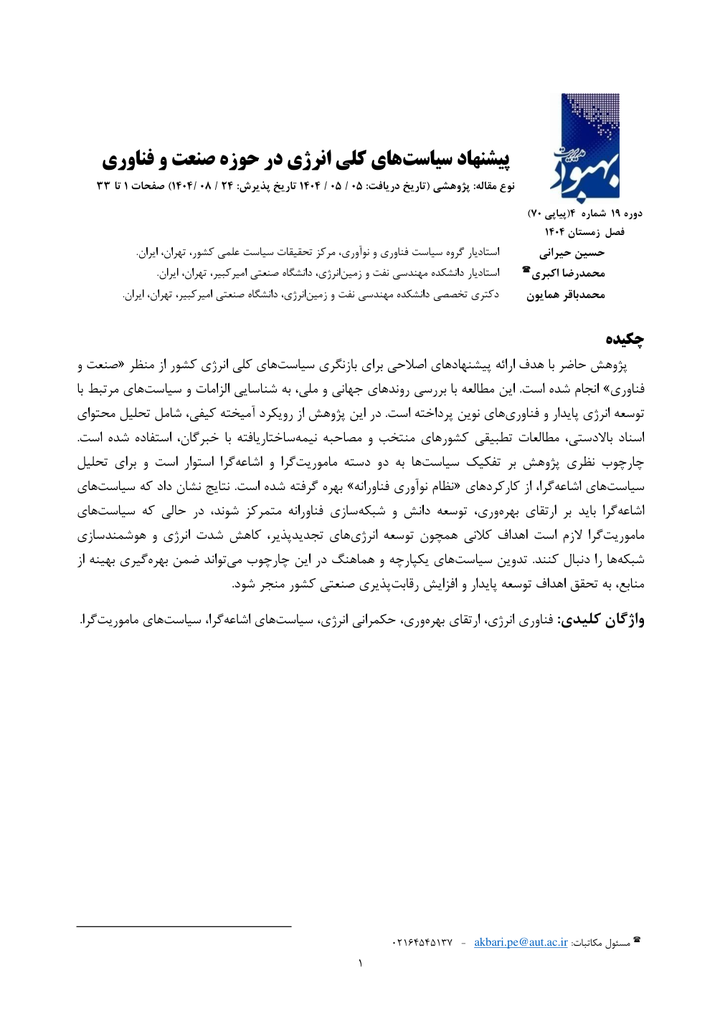 مدیریت
بهبود
پیشنهاد سیاست‌های کلی انرژی در حوزه صنعت و فناوری
نوع مقاله: پژوهشی (تاریخ دریافت: ۰۵ / ۰۵ / ۱۴۰۴ تاریخ پذیرش: ۲۴ / ۰۸ /۱۴۰۴) صفحات ۱ تا ۳۳
دوره ۱۹ شماره ۴(پیاپی ۷۰)
فصل زمستان ۱۴۰۴
حسین حیرانی استادیار گروه سیاست فناوری و نوآوری، مرکز تحقیقات سیاست علمی کشور، تهران، ایران.
محمدرضا اکبری☎ استادیار دانشکده مهندسی نفت و زمین‌انرژی، دانشگاه صنعتی امیرکبیر، تهران، ایران.
محمدباقر همایون دکتری تخصصی دانشکده مهندسی نفت و زمین‌انرژی، دانشگاه صنعتی امیرکبیر، تهران، ایران.
چکیده
پژوهش حاضر با هدف ارائه پیشنهادهای اصلاحی برای بازنگری سیاست‌های کلی انرژی کشور از منظر «صنعت و
فناوری» انجام شده است. این مطالعه با بررسی روندهای جهانی و ملی، به شناسایی الزامات و سیاست‌های مرتبط با
توسعه انرژی پایدار و فناوری‌های نوین پرداخته است. در این پژوهش از رویکرد آمیخته کیفی، شامل تحلیل محتوای
اسناد بالادستی، مطالعات تطبیقی کشورهای منتخب و مصاحبه نیمه‌ساختاریافته با خبرگان، استفاده شده است.
چارچوب نظری پژوهش بر تفکیک سیاست‌ها به دو دسته ماموریت‌گرا و اشاعه‌گرا استوار است و برای تحلیل
سیاست‌های اشاعه‌گرا، از کارکردهای «نظام نوآوری فناورانه» بهره گرفته شده است. نتایج نشان داد که سیاست‌های
اشاعه‌گرا باید بر ارتقای بهره‌وری، توسعه دانش و شبکه‌سازی فناورانه متمرکز شوند، در حالی که سیاست‌های
ماموریت‌گرا لازم است اهداف کلانی همچون توسعه انرژی‌های تجدیدپذیر، کاهش شدت انرژی و هوشمندسازی
شبکه‌ها را دنبال کنند. تدوین سیاست‌های یکپارچه و هماهنگ در این چارچوب می‌تواند ضمن بهره‌گیری بهینه از
منابع، به تحقق اهداف توسعه پایدار و افزایش رقابت‌پذیری صنعتی کشور منجر شود.
واژگان کلیدی: فناوری انرژی، ارتقای بهره‌وری، حکمرانی انرژی، سیاست‌های اشاعه‌گرا، سیاست‌های ماموریت‌گرا.
☎ مسئول مکاتبات: akbari.pe@aut.ac.ir - ۰۲۱۶۴۵۴۵۱۳۷
۱